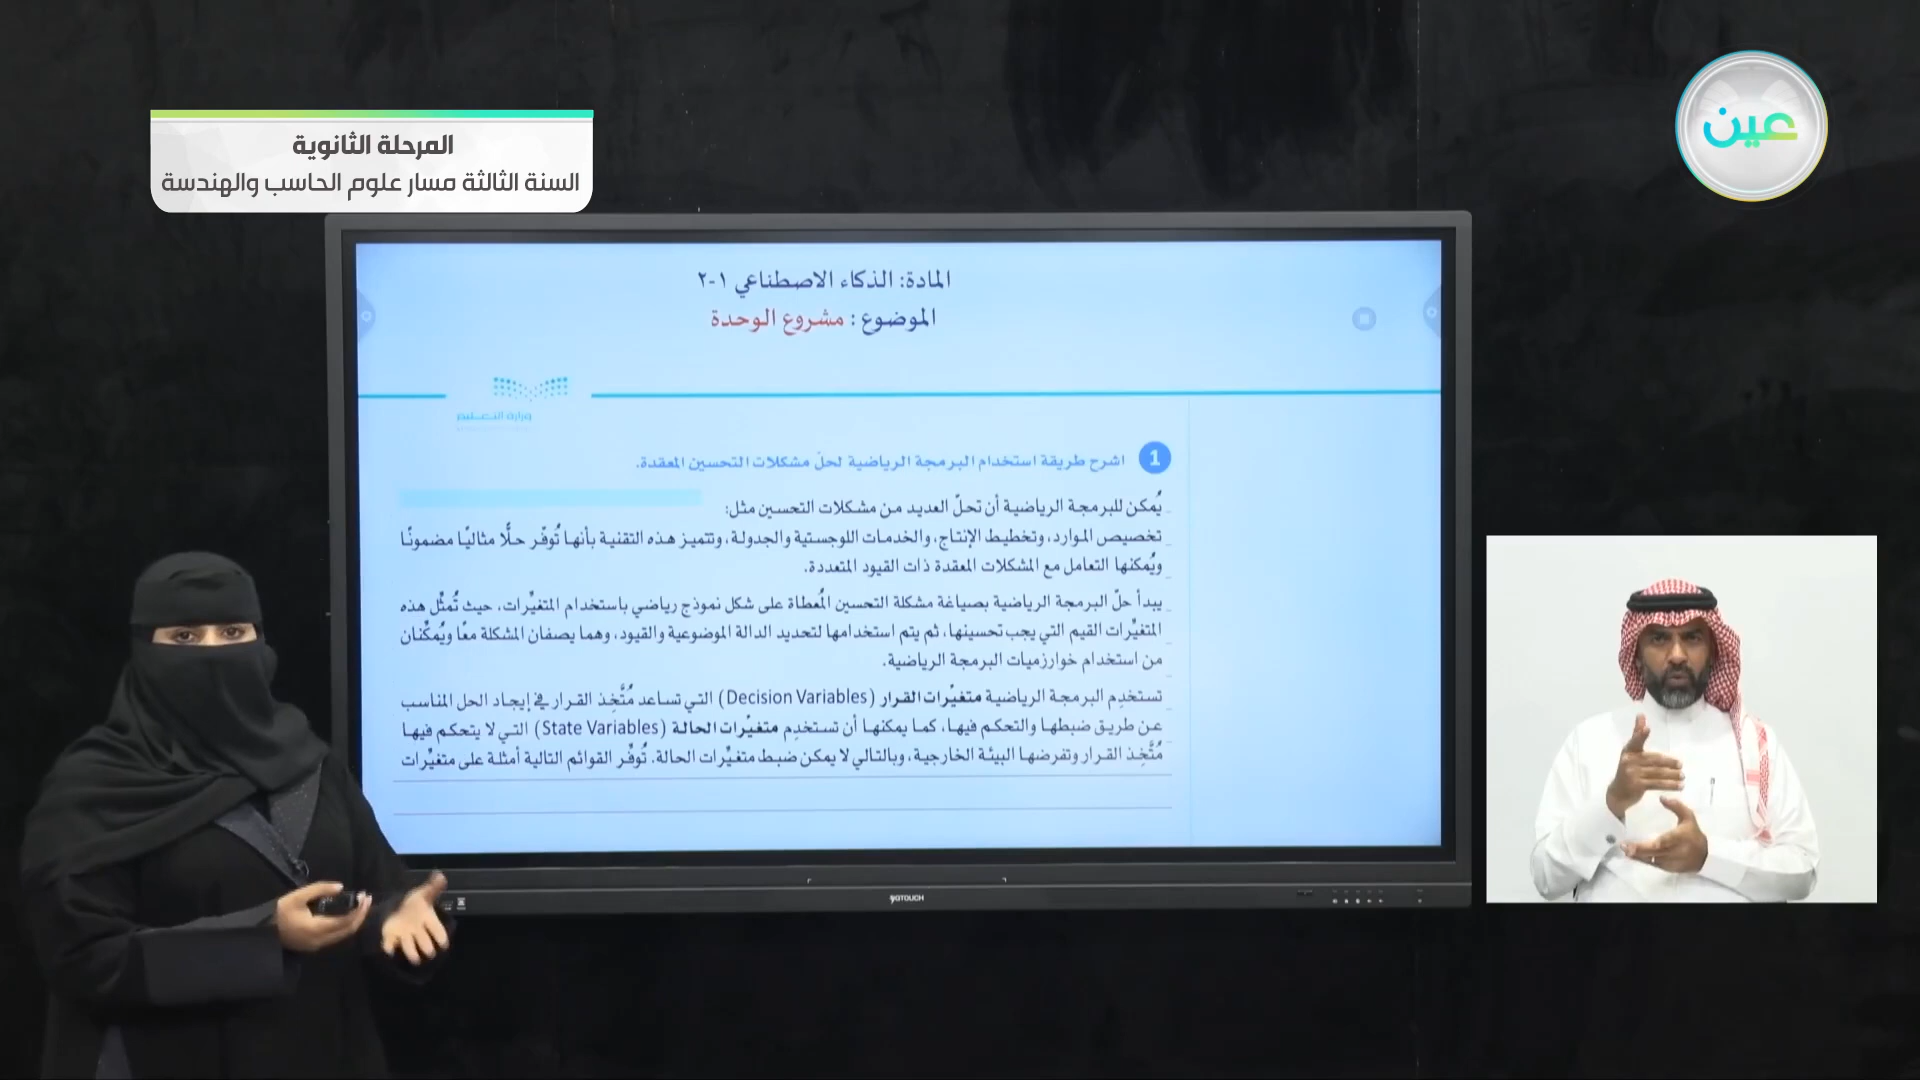 المرحلة الثانوية
السنة الثالثة مسار علوم الحاسب والهندسة
عين
المادة: الذكاء الاصطناعي ١-٢
الموضوع : مشروع الوحدة
وزارة التعليم
1 اشرح طريقة استخدام البرمجة الرياضية لحلّ مشكلات التحسين المعقدة.
يُمكن للبرمجة الرياضية أن تحلّ العديد من مشكلات التحسين مثل:
تخصيص الموارد، وتخطيط الإنتاج، والخدمات اللوجستية والجدولة، وتتميز هذه التقنية بأنها تُوفّر حلًّا مثاليًا مضمونًا
ويُمكنها التعامل مع المشكلات المعقدة ذات القيود المتعددة.
يبدأ حلّ البرمجة الرياضية بصياغة مشكلة التحسين المُعطاة على شكل نموذج رياضي باستخدام المتغيِّرات، حيث تُمثِّل هذه
المتغيِّرات القيم التي يجب تحسينها، ثم يتم استخدامها لتحديد الدالة الموضوعية والقيود، وهما يصفان المشكلة معًا ويُمكِّنان
من استخدام خوارزميات البرمجة الرياضية.
تستخدِم البرمجة الرياضية متغيِّرات القرار (Decision Variables) التي تساعد مُتَّخِذ القرار في إيجاد الحل المناسب
عن طريق ضبطها والتحكم فيها، كما يمكنها أن تستخدِم متغيِّرات الحالة (State Variables) التي لا يتحكم فيها
مُتَّخِذ القرار وتفرضها البيئة الخارجية، وبالتالي لا يمكن ضبط متغيِّرات الحالة. تُوفِّر القوائم التالية أمثلة على متغيِّرات
GTOUCH